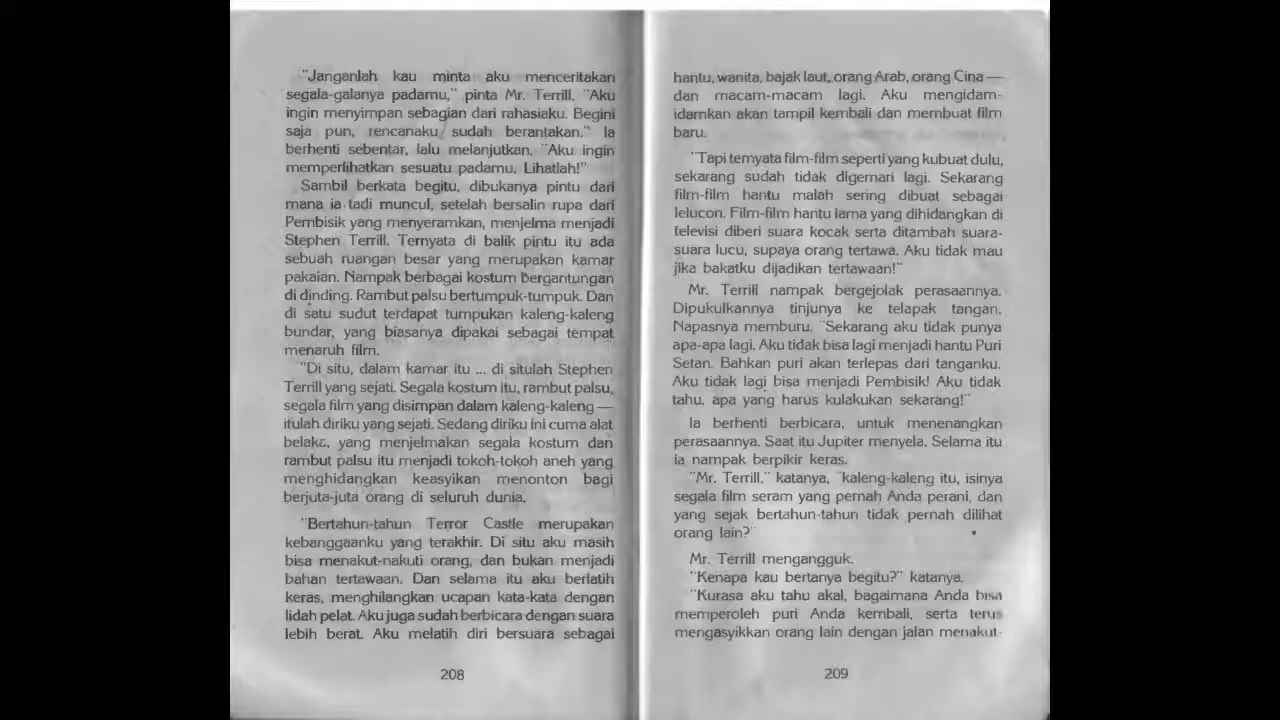 "Janganlah kau minta aku menceritakan
segala-galanya padamu," pinta Mr. Terrill. "Aku
ingin menyimpan sebagian dari rahasiaku. Begini
saja pun, rencanaku sudah berantakan." Ia
berhenti sebentar, lalu melanjutkan, "Aku ingin
memperlihatkan sesuatu padamu. Lihatlah!"
Sambil berkata begitu, dibukanya pintu dari
mana ia tadi muncul, setelah bersalin rupa dari
Pembisik yang menyeramkan, menjelma menjadi
Stephen Terrill. Ternyata di balik pintu itu ada
sebuah ruangan besar yang merupakan kamar
pakaian. Nampak berbagai kostum bergantungan
di dinding. Rambut palsu bertumpuk-tumpuk. Dan
di satu sudut terdapat tumpukan kaleng-kaleng
bundar, yang biasanya dipakai sebagai tempat
menaruh film.
"Di situ, dalam kamar itu ... di situlah Stephen
Terrill yang sejati. Segala kostum itu, rambut palsu,
segala film yang disimpan dalam kaleng-kaleng —
itulah diriku yang sejati. Sedang diriku ini cuma alat
belaka, yang menjelmakan segala kostum dan
rambut palsu itu menjadi tokoh-tokoh aneh yang
menghidangkan keasyikan menonton bagi
berjuta-juta orang di seluruh dunia.
"Bertahun-tahun Terror Castle merupakan
kebanggaanku yang terakhir. Di situ aku masih
bisa menakut-nakuti orang, dan bukan menjadi
bahan tertawaan. Dan selama itu aku berlatih
keras, menghilangkan ucapan kata-kata dengan
lidah pelat. Aku juga sudah berbicara dengan suara
lebih berat. Aku melatih diri bersuara sebagai
208
hantu, wanita, bajak laut, orang Arab, orang Cina —
dan macam-macam lagi. Aku mengidam-
idamkan akan tampil kembali dan membuat film
baru.
"Tapi ternyata film-film seperti yang kubuat dulu,
sekarang sudah tidak digemari lagi. Sekarang
film-film hantu malah sering dibuat sebagai
lelucon. Film-film hantu lama yang dihidangkan di
televisi diberi suara kocak serta ditambah suara-
suara lucu, supaya orang tertawa. Aku tidak mau
jika bakatku dijadikan tertawaan!"
Mr. Terrill nampak bergejolak perasaannya.
Dipukulkannya tinjunya ke telapak tangan.
Napasnya memburu. "Sekarang aku tidak punya
apa-apa lagi. Aku tidak bisa lagi menjadi hantu Puri
Setan. Bahkan puri akan terlepas dari tanganku.
Aku tidak lagi bisa menjadi Pembisik! Aku tidak
tahu, apa yang harus kulakukan sekarang!"
Ia berhenti berbicara, untuk menenangkan
perasaannya. Saat itu Jupiter menyela. Selama itu
ia nampak berpikir keras.
"Mr. Terrill," katanya, "kaleng-kaleng itu, isinya
segala film seram yang pernah Anda perani, dan
yang sejak bertahun-tahun tidak pernah dilihat
orang lain?"
Mr. Terrill mengangguk.
"Kenapa kau bertanya begitu?" katanya.
"Kurasa aku tahu akal, bagaimana Anda bisa
memperoleh puri Anda kembali, serta terus
mengasyikkan orang lain dengan jalan menakut-
209